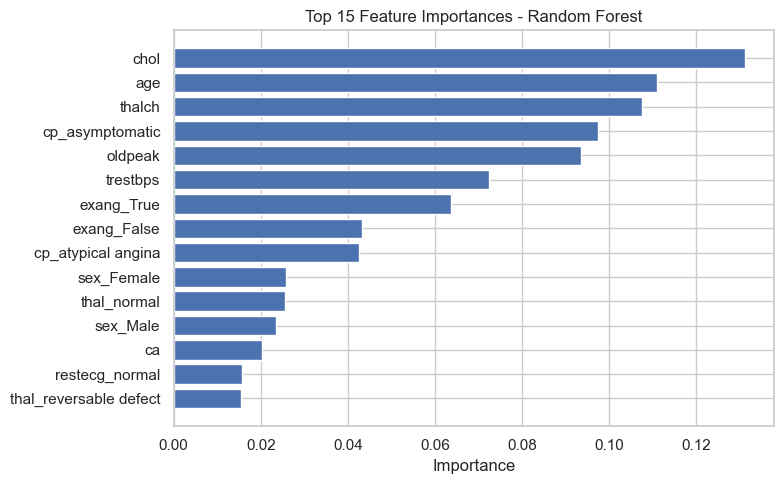 Top 15 Feature Importances - Random Forest
chol
age
thalch
cp_asymptomatic
oldpeak
trestbps
exang_True
exang_False
cp_atypical angina
sex_Female
thal_normal
sex_Male
ca
restecg_normal
thal_reversable defect
0.00 0.02 0.04 0.06 0.08 0.10 0.12
Importance